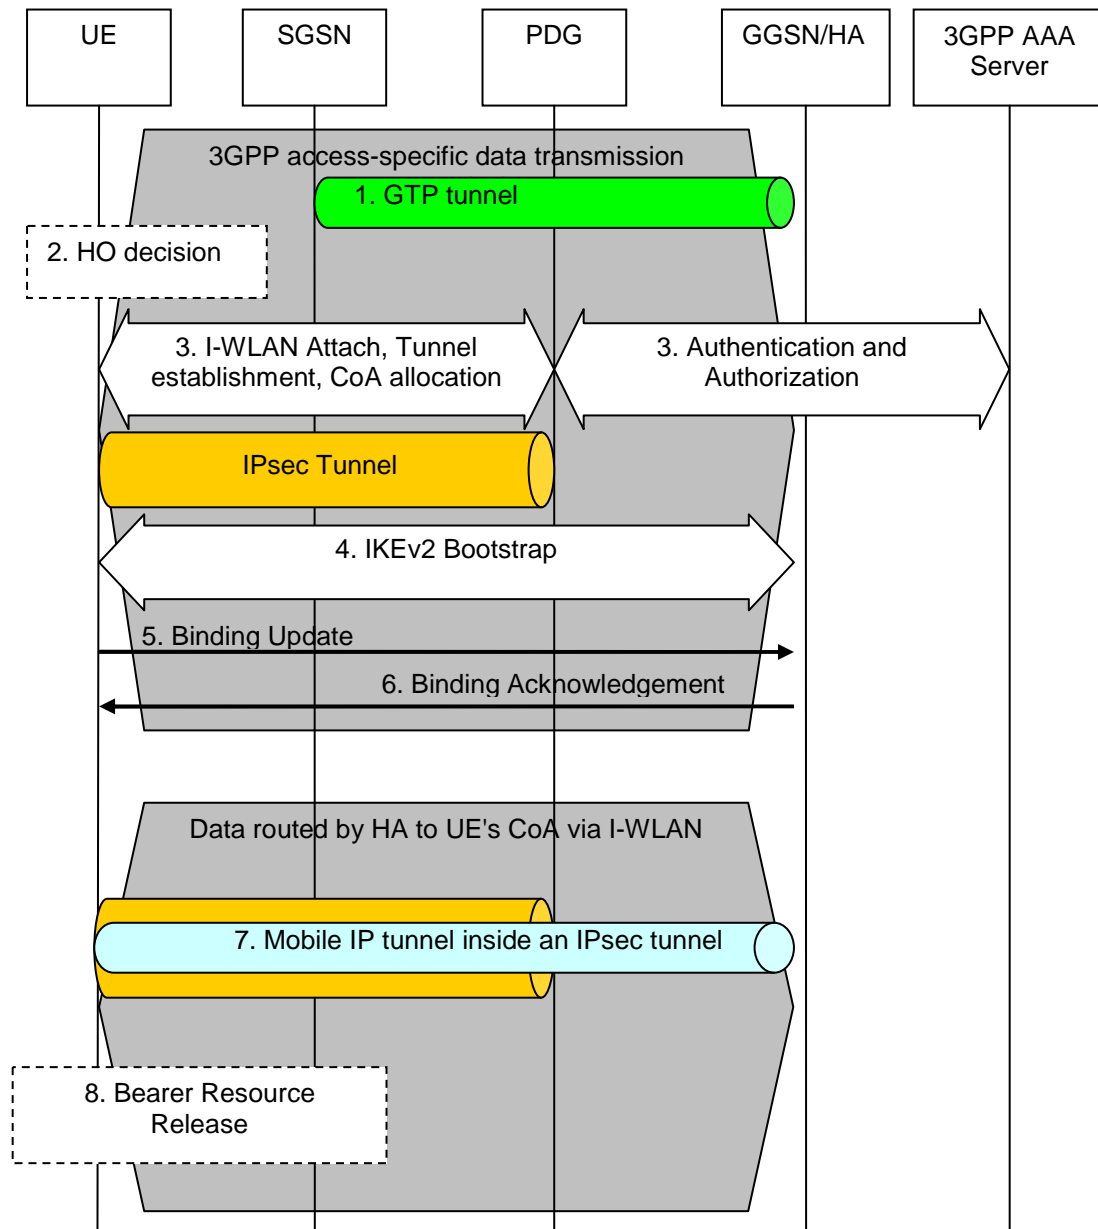 UE
SGSN
PDG
GGSN/HA
3GPP AAA
Server
3GPP access-specific data transmission
1. GTP tunnel
2. HO decision
3. I-WLAN Attach, Tunnel
establishment, CoA allocation
3. Authentication and
Authorization
IPsec Tunnel
4. IKEv2 Bootstrap
5. Binding Update
6. Binding Acknowledgement
Data routed by HA to UE's CoA via I-WLAN
7. Mobile IP tunnel inside an IPsec tunnel
8. Bearer Resource
Release